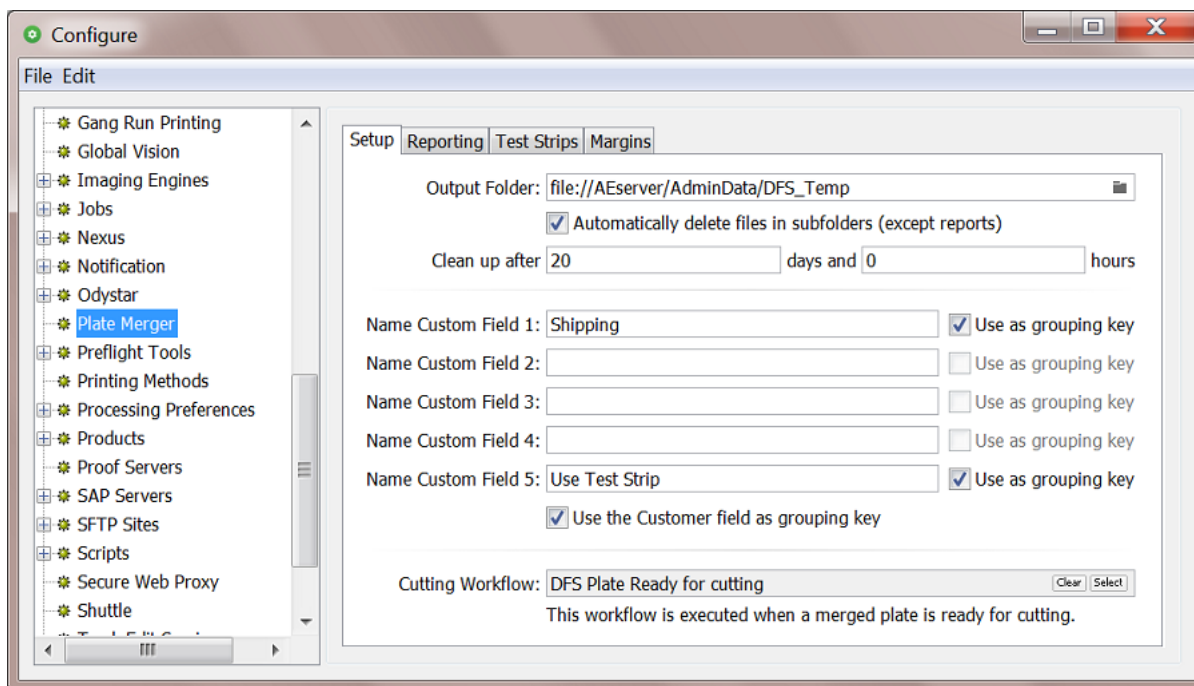 Configure
File Edit
Gang Run Printing
Global Vision
Imaging Engines
Jobs
Nexus
Notification
Odystar
Plate Merger
Preflight Tools
Printing Methods
Processing Preferences
Products
Proof Servers
SAP Servers
SFTP Sites
Scripts
Secure Web Proxy
Shuttle
Setup Reporting Test Strips Margins
Output Folder: file://AEserver/AdminData/DFS_Temp
Automatically delete files in subfolders (except reports)
Clean up after 20 days and 0 hours
Name Custom Field 1: Shipping Use as grouping key
Name Custom Field 2: Use as grouping key
Name Custom Field 3: Use as grouping key
Name Custom Field 4: Use as grouping key
Name Custom Field 5: Use Test Strip Use as grouping key
Use the Customer field as grouping key
Cutting Workflow: DFS Plate Ready for cutting Clear Select
This workflow is executed when a merged plate is ready for cutting.